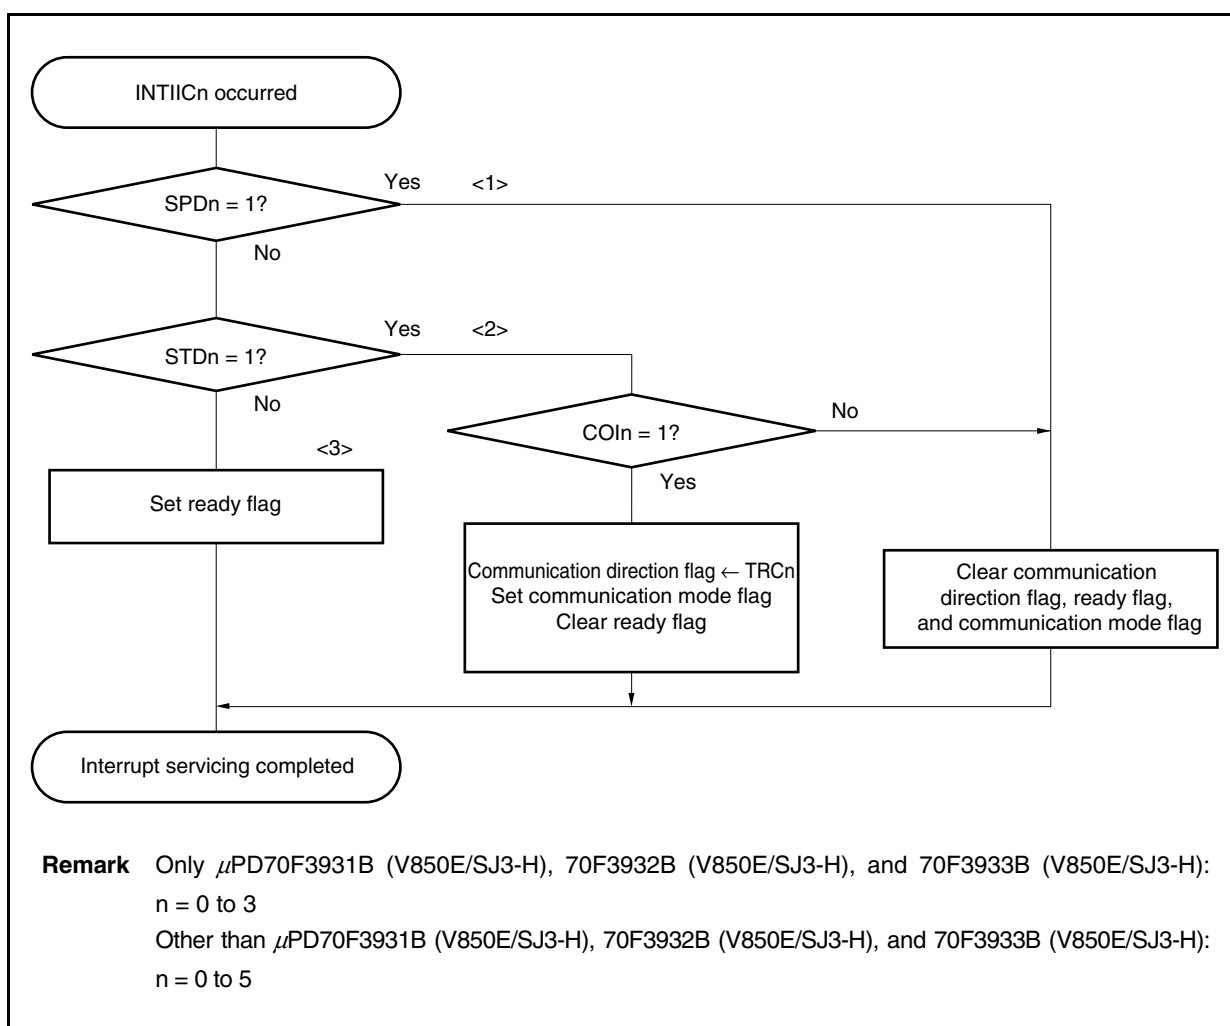 INTIICn occurred
Yes <1>
SPDn = 1?
No
Yes <2>
STDn = 1?
No
No
COIn = 1?
<3>
Yes
Set ready flag
Communication direction flag ← TRCn
Set communication mode flag
Clear ready flag
Clear communication
direction flag, ready flag,
and communication mode flag
Interrupt servicing completed
Remark Only μPD70F3931B (V850E/SJ3-H), 70F3932B (V850E/SJ3-H), and 70F3933B (V850E/SJ3-H):
n = 0 to 3
Other than μPD70F3931B (V850E/SJ3-H), 70F3932B (V850E/SJ3-H), and 70F3933B (V850E/SJ3-H):
n = 0 to 5